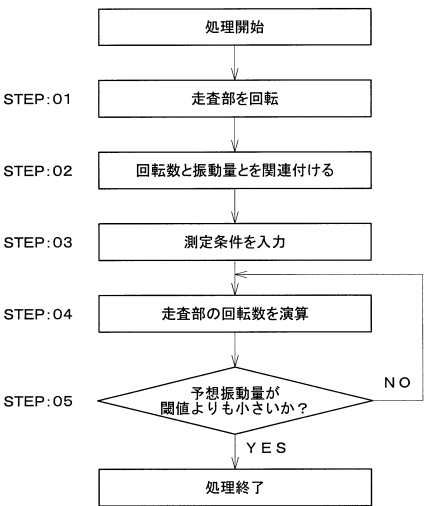 処理開始
STEP:01
走査部を回転
STEP:02
回転数と振動量とを関連付ける
STEP:03
測定条件を入力
STEP:04
走査部の回転数を演算
STEP:05
予想振動量が
閾値よりも小さいか?
NO
YES
処理終了